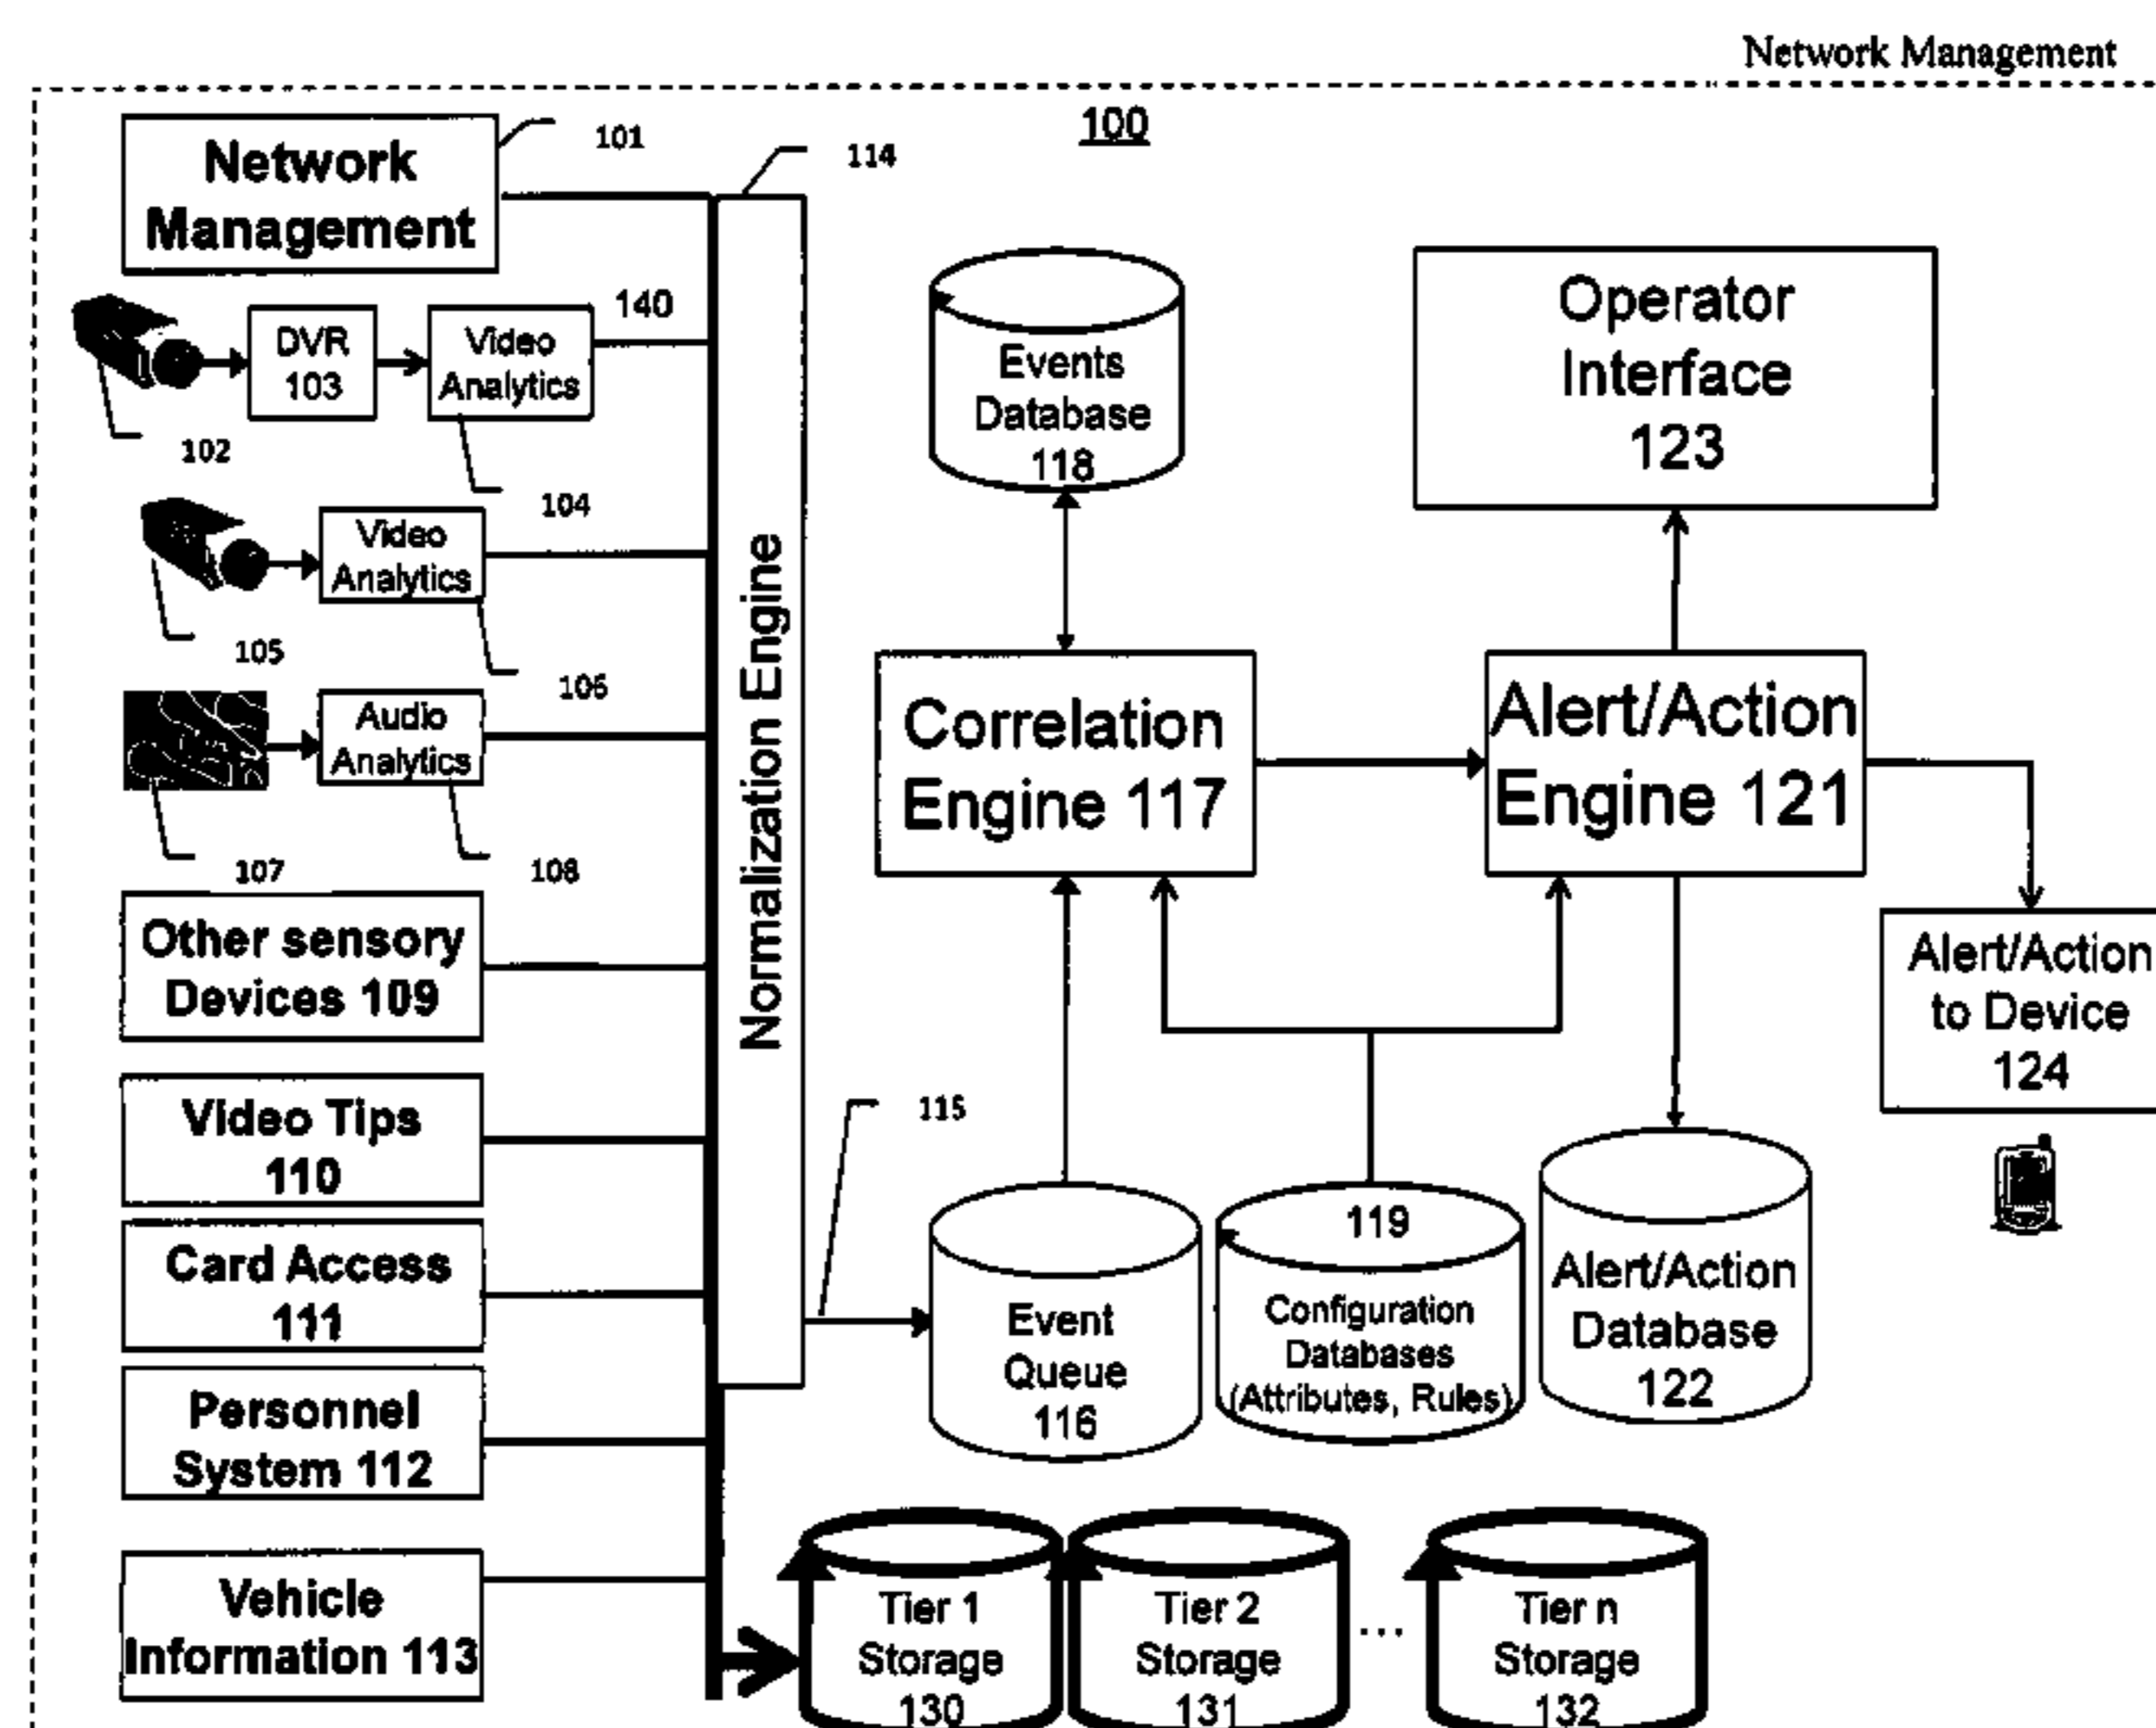 Network Management
100
Network
Management
101
114
DVR
103
Video
Analytics
140
102
104
Video
Analytics
105
106
Audio
Analytics
107
108
Other sensory
Devices 109
Video Tips
110
Card Access
111
Personnel
System 112
Vehicle
Information 113
Normalization Engine
115
Events
Database
118
Operator
Interface
123
Correlation
Engine 117
Alert/Action
Engine 121
Alert/Action
to Device
124
Event
Queue
116
119
Configuration
Databases
(Attributes, Rules)
Alert/Action
Database
122
Tier 1
Storage
130
Tier 2
Storage
131
...
Tier n
Storage
132